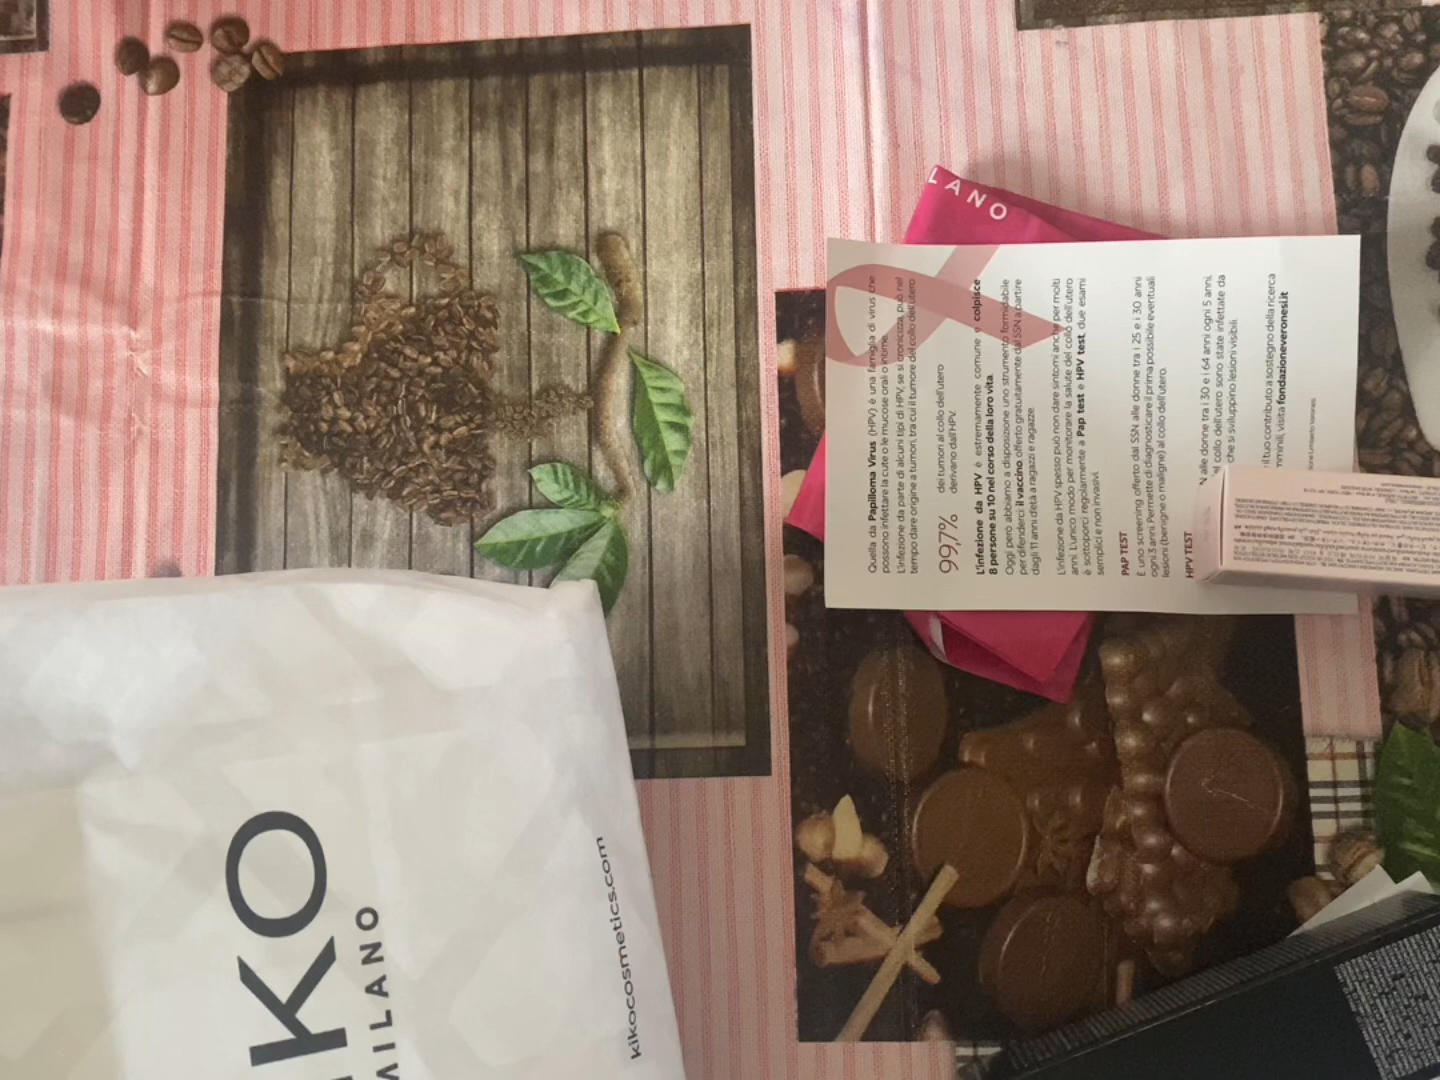 LANO
Quella da Papilloma Virus (HPV) è una famiglia di virus che
possono infettare la cute o le mucose orali o intime.
L'infezione da parte di alcuni tipi di HPV, se si cronicizza, può nel
tempo dare origine a tumori, tra cui il tumore del collo dell'utero
99,7% dei tumori al collo dell'utero
derivano dall'HPV.
L'infezione da HPV è estremamente comune e colpisce
8 persone su 10 nel corso della loro vita.
Oggi però abbiamo a disposizione uno strumento formidabile
per difenderci: il vaccino, offerto gratuitamente dal SSN a partire
dagli 11 anni d'età a ragazzi e ragazze.
L'infezione da HPV spesso può non dare sintomi anche per molti
anni. L'unico modo per monitorare la salute del collo dell'utero
è sottoporci regolarmente a Pap test e HPV test, due esami
semplici e non invasivi.
PAP TEST
È uno screening offerto dal SSN alle donne tra i 25 e i 30 anni
ogni 3 anni. Permette di diagnosticare il prima possibile eventuali
lesioni (benigne o maligne) al collo dell'utero.
HPV TEST
N alle donne tra i 30 e i 64 anni ogni 5 anni.
l collo dell'utero sono state infettate da
che si sviluppino lesioni visibili.
il tuo contributo a sostegno della ricerca
mminili, visita fondazioneveronesi.it
ione Umberto Veronesi
KO
MILANO
kikocosmetics.com